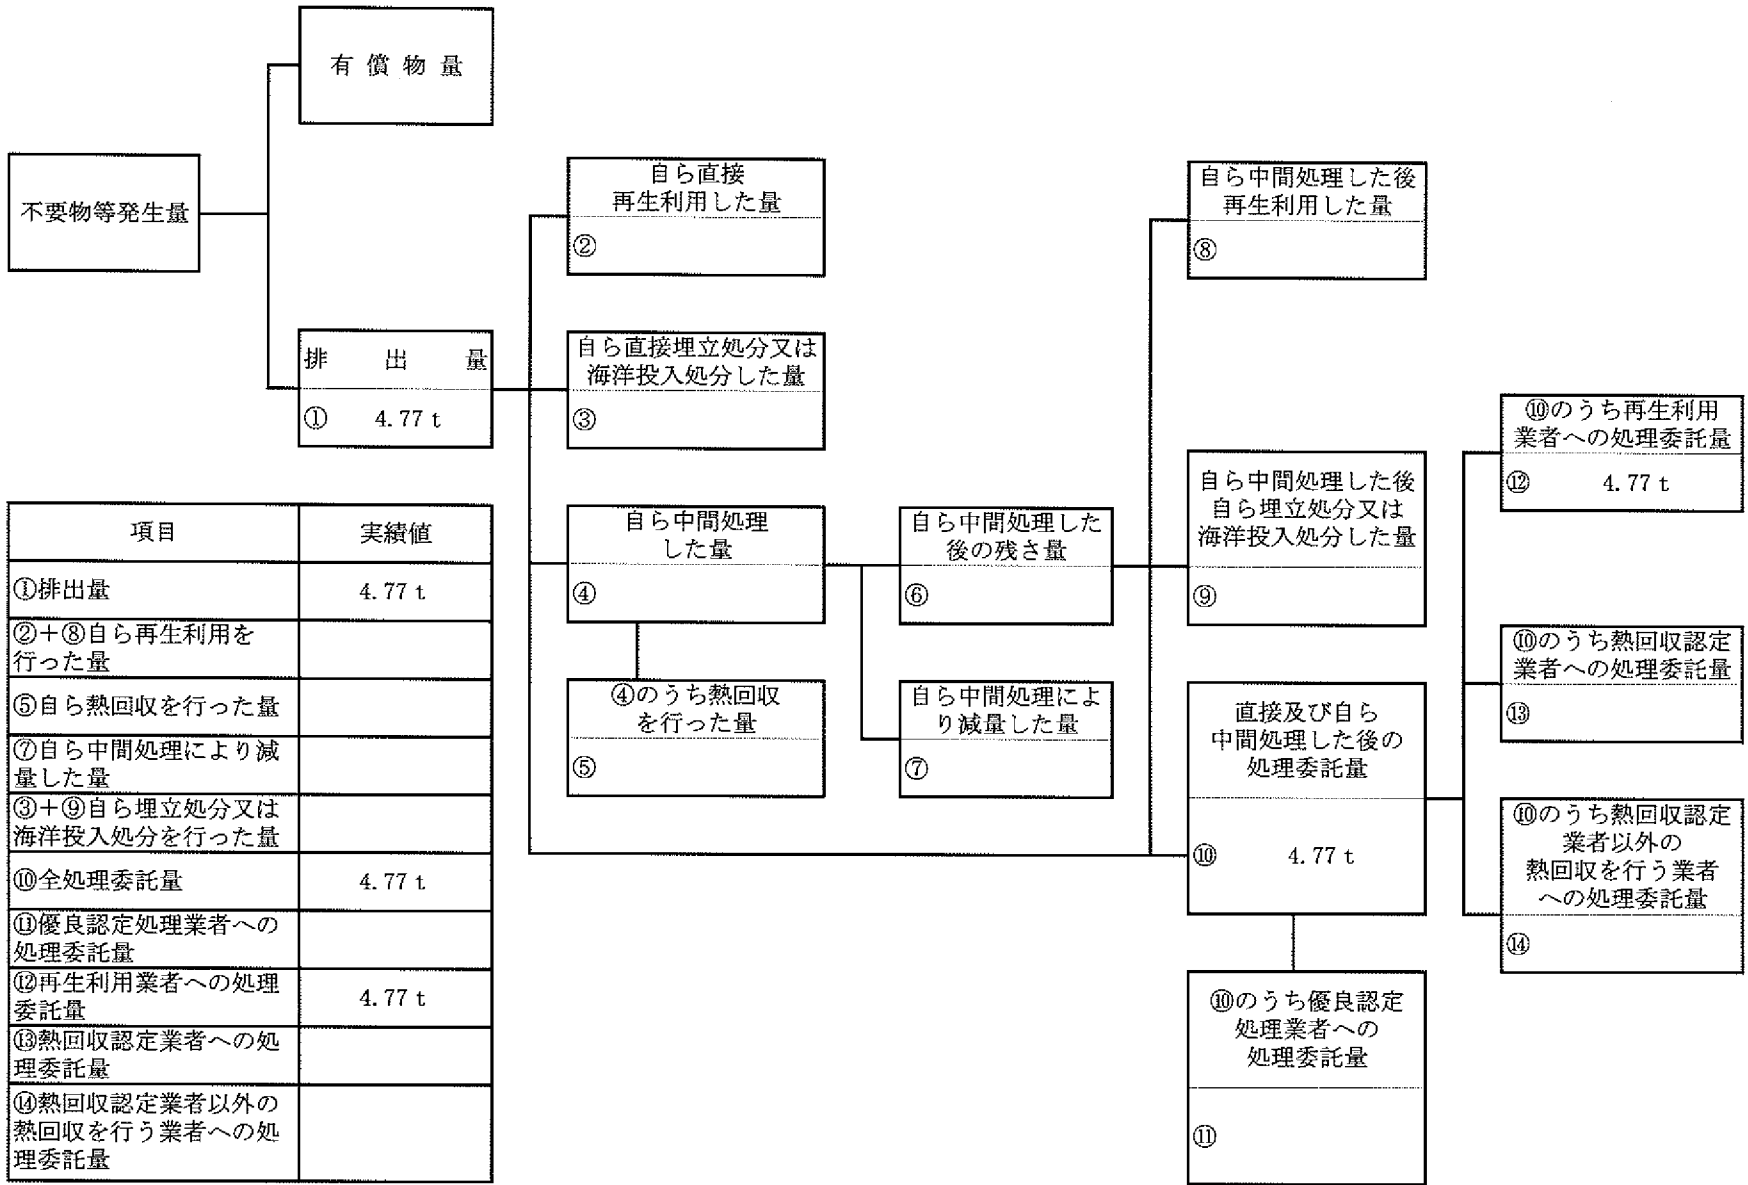 有償物量
不要物等発生量
排出量
① 4.77 t
自ら直接
再生利用した量
②
自ら直接埋立処分又は
海洋投入処分した量
③
自ら中間処理
した量
④
④のうち熱回収
を行った量
⑤
自ら中間処理した
後の残さ量
⑥
自ら中間処理によ
り減量した量
⑦
自ら中間処理した後
再生利用した量
⑧
自ら中間処理した後
自ら埋立処分又は
海洋投入処分した量
⑨
直接及び自ら
中間処理した後の
処理委託量
⑩ 4.77 t
⑩のうち優良認定
処理業者への
処理委託量
⑪
⑩のうち再生利用
業者への処理委託量
⑫ 4.77 t
⑩のうち熱回収認定
業者への処理委託量
⑬
⑩のうち熱回収認定
業者以外の
熱回収を行う業者
への処理委託量
⑭
項目 実績値
①排出量 4.77 t
②+⑧自ら再生利用を
行った量
⑤自ら熱回収を行った量
⑦自ら中間処理により減
量した量
③+⑨自ら埋立処分又は
海洋投入処分を行った量
⑩全処理委託量 4.77 t
⑪優良認定処理業者への
処理委託量
⑫再生利用業者への処理
委託量 4.77 t
⑬熱回収認定業者への処
理委託量
⑭熱回収認定業者以外の
熱回収を行う業者への処
理委託量